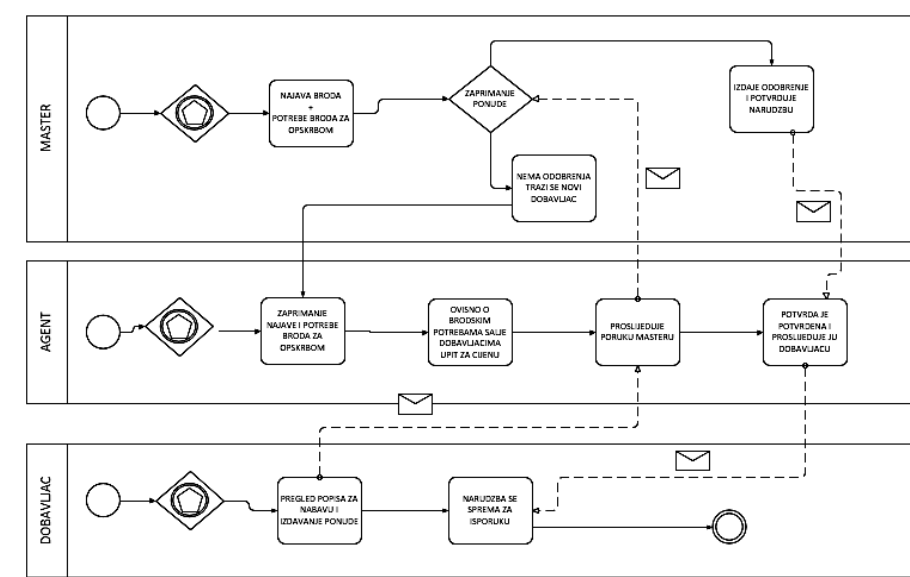 MASTER
NAJAVA BRODA
+
POTREBE BRODA ZA
OPSKRBOM
ZAPRIMANJE
PONUDE
IZDAJE ODOBRENJE
I POTVRDUJE
NARUDZBU
NEMA ODOBRENJA
TRAZI SE NOVI
DOBAVLJAC
AGENT
ZAPRIMANJE
NAJAVE I POTREBE
BRODA ZA
OPSKRBOM
OVISNO O
BRODSKIM
POTREBAMA SALJE
DOBAVLJACIMA
UPIT ZA CIJENU
PROSLIJEDUJE
PORUKU MASTERU
POTVRDA JE
POTVRDENA I
PROSLIJEDUJE JU
DOBAVLJACU
DOBAVLJAC
PREGLED POPISA ZA
NABAVU I
IZDAVANJE PONUDE
NARUDZBA SE
SPREMA ZA
ISPORUKU